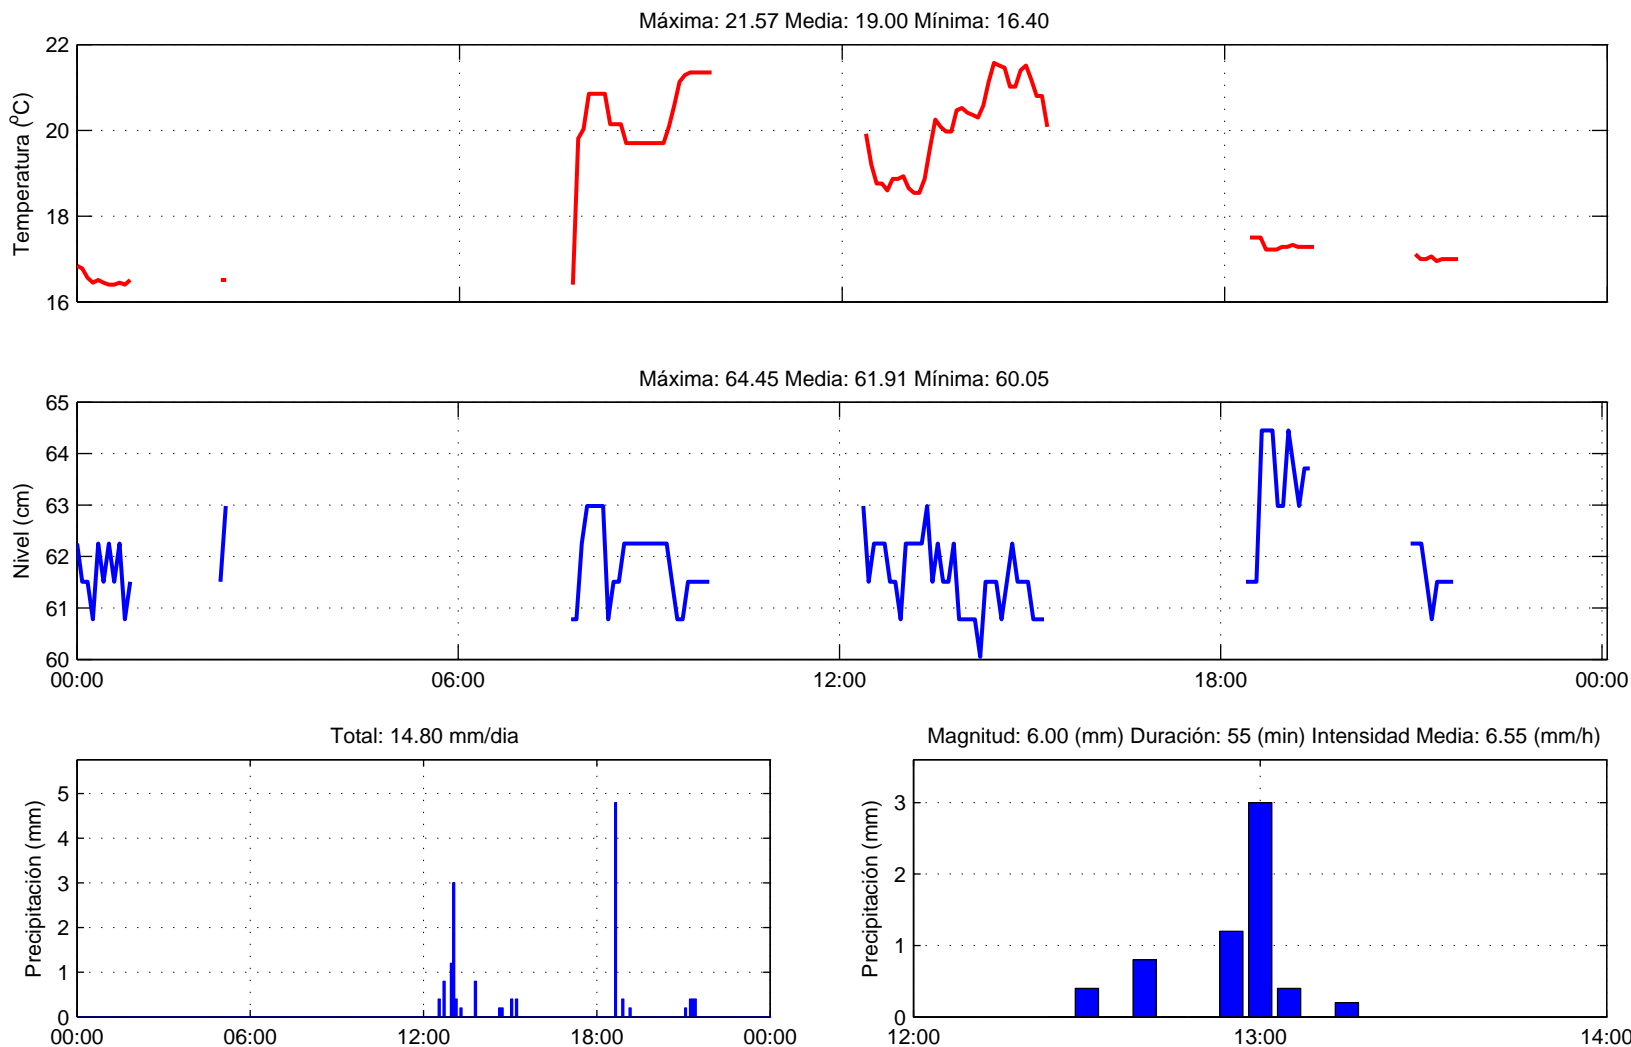 Máxima: 21.57 Media: 19.00 Mínima: 16.40
Temperatura (°C)
22
20
18
16
Máxima: 64.45 Media: 61.91 Mínima: 60.05
Nivel (cm)
65
64
63
62
61
60
00:00 06:00 12:00 18:00 00:00
Total: 14.80 mm/dia
Precipitación (mm)
5
4
3
2
1
0
00:00 06:00 12:00 18:00 00:00
Magnitud: 6.00 (mm) Duración: 55 (min) Intensidad Media: 6.55 (mm/h)
Precipitación (mm)
3
2
1
0
12:00 13:00 14:00